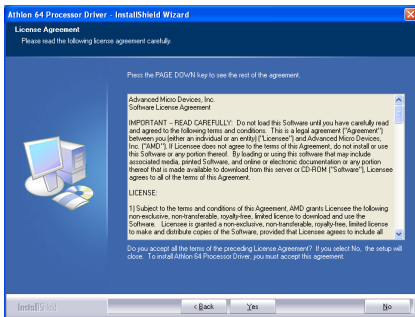 Athlon 64 Processor Driver - InstallShield Wizard
License Agreement
Please read the following license agreement carefully.
Press the PAGE DOWN key to see the rest of the agreement.
Advanced Micro Devices, Inc.
Software License Agreement
IMPORTANT – READ CAREFULLY: Do not load this Software until you have carefully read
and agreed to the following terms and conditions. This is a legal agreement ("Agreement")
between you (either an individual or an entity) ("Licensee") and Advanced Micro Devices,
Inc. ("AMD"). If Licensee does not agree to the terms of this Agreement, do not install or use
this Software or any portion thereof. By loading or using this software that may include
associated media, printed Software, and online or electronic documentation or any portion
thereof that is made available to download from this server or CD-ROM ("Software"), Licensee
agrees to all of the terms of this Agreement.
LICENSE:
1) Subject to the terms and conditions of this Agreement, AMD grants Licensee the following
non-exclusive, non-transferable, royalty-free, limited license to download and use the
Software. Licensee is granted a non-exclusive, non-transferable, royalty-free, limited license
to make and distribute copies of the Software, provided that Licensee agrees to include all
Do you accept all the terms of the preceding License Agreement? If you select No, the setup will
close. To install Athlon 64 Processor Driver, you must accept this agreement.
InstallShield
< Back
Yes
No